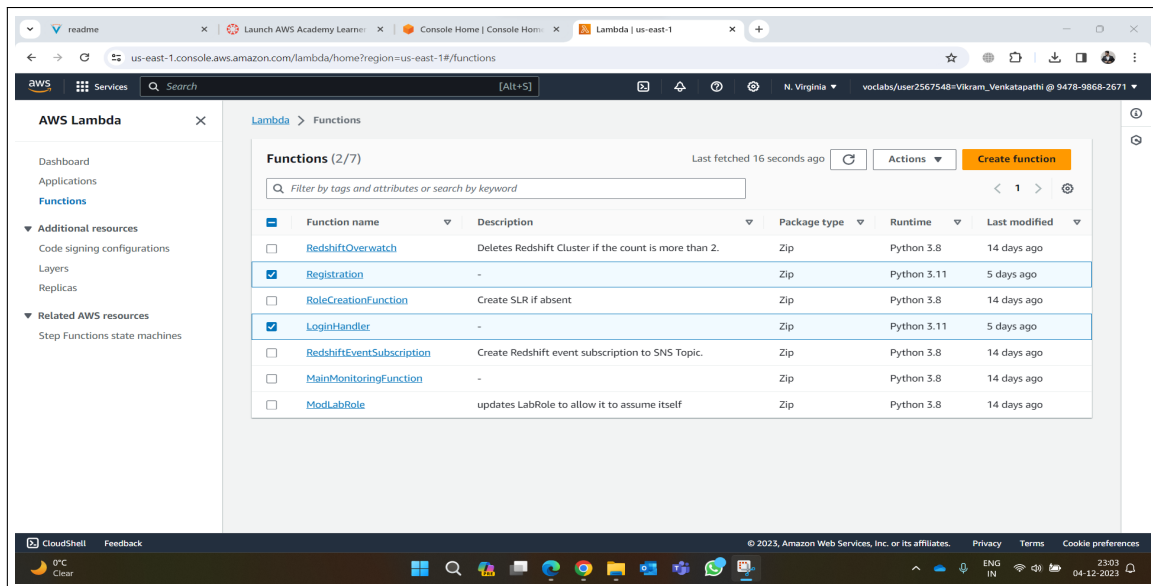 readme
Launch AWS Academy Learner
Console Home | Console Hom
Lambda | us-east-1
us-east-1.console.aws.amazon.com/lambda/home?region=us-east-1#/functions
aws
Services
Search
[Alt+S]
N. Virginia
voclabs/user2567548=Vikram_Venkatapathi @ 9478-9868-2671
AWS Lambda
Dashboard
Applications
Functions
Additional resources
Code signing configurations
Layers
Replicas
Related AWS resources
Step Functions state machines
Lambda > Functions
Functions (2/7)
Last fetched 16 seconds ago
Actions
Create function
Filter by tags and attributes or search by keyword
1
Function name Description Package type Runtime Last modified
RedshiftOverwatch Deletes Redshift Cluster if the count is more than 2. Zip Python 3.8 14 days ago
Registration - Zip Python 3.11 5 days ago
RoleCreationFunction Create SLR if absent Zip Python 3.8 14 days ago
LoginHandler - Zip Python 3.11 5 days ago
RedshiftEventSubscription Create Redshift event subscription to SNS Topic. Zip Python 3.8 14 days ago
MainMonitoringFunction - Zip Python 3.8 14 days ago
ModLabRole updates LabRole to allow it to assume itself Zip Python 3.8 14 days ago
CloudShell Feedback
© 2023, Amazon Web Services, Inc. or its affiliates. Privacy Terms Cookie preferences
0°C
Clear
ENG
IN
23:03
04-12-2023